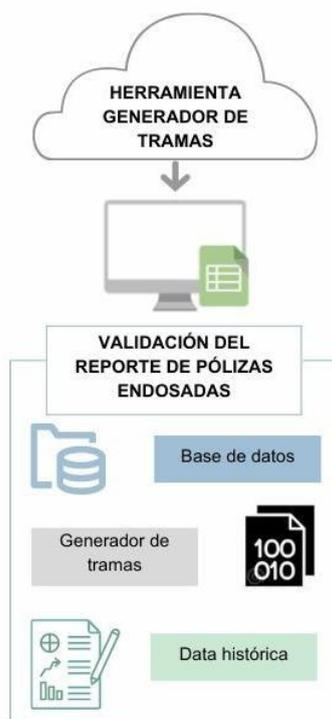 HERRAMIENTA
GENERADOR DE
TRAMAS
VALIDACIÓN DEL
REPORTE DE PÓLIZAS
ENDOSADAS
Base de datos
Generador de
tramas
100
010
Data histórica